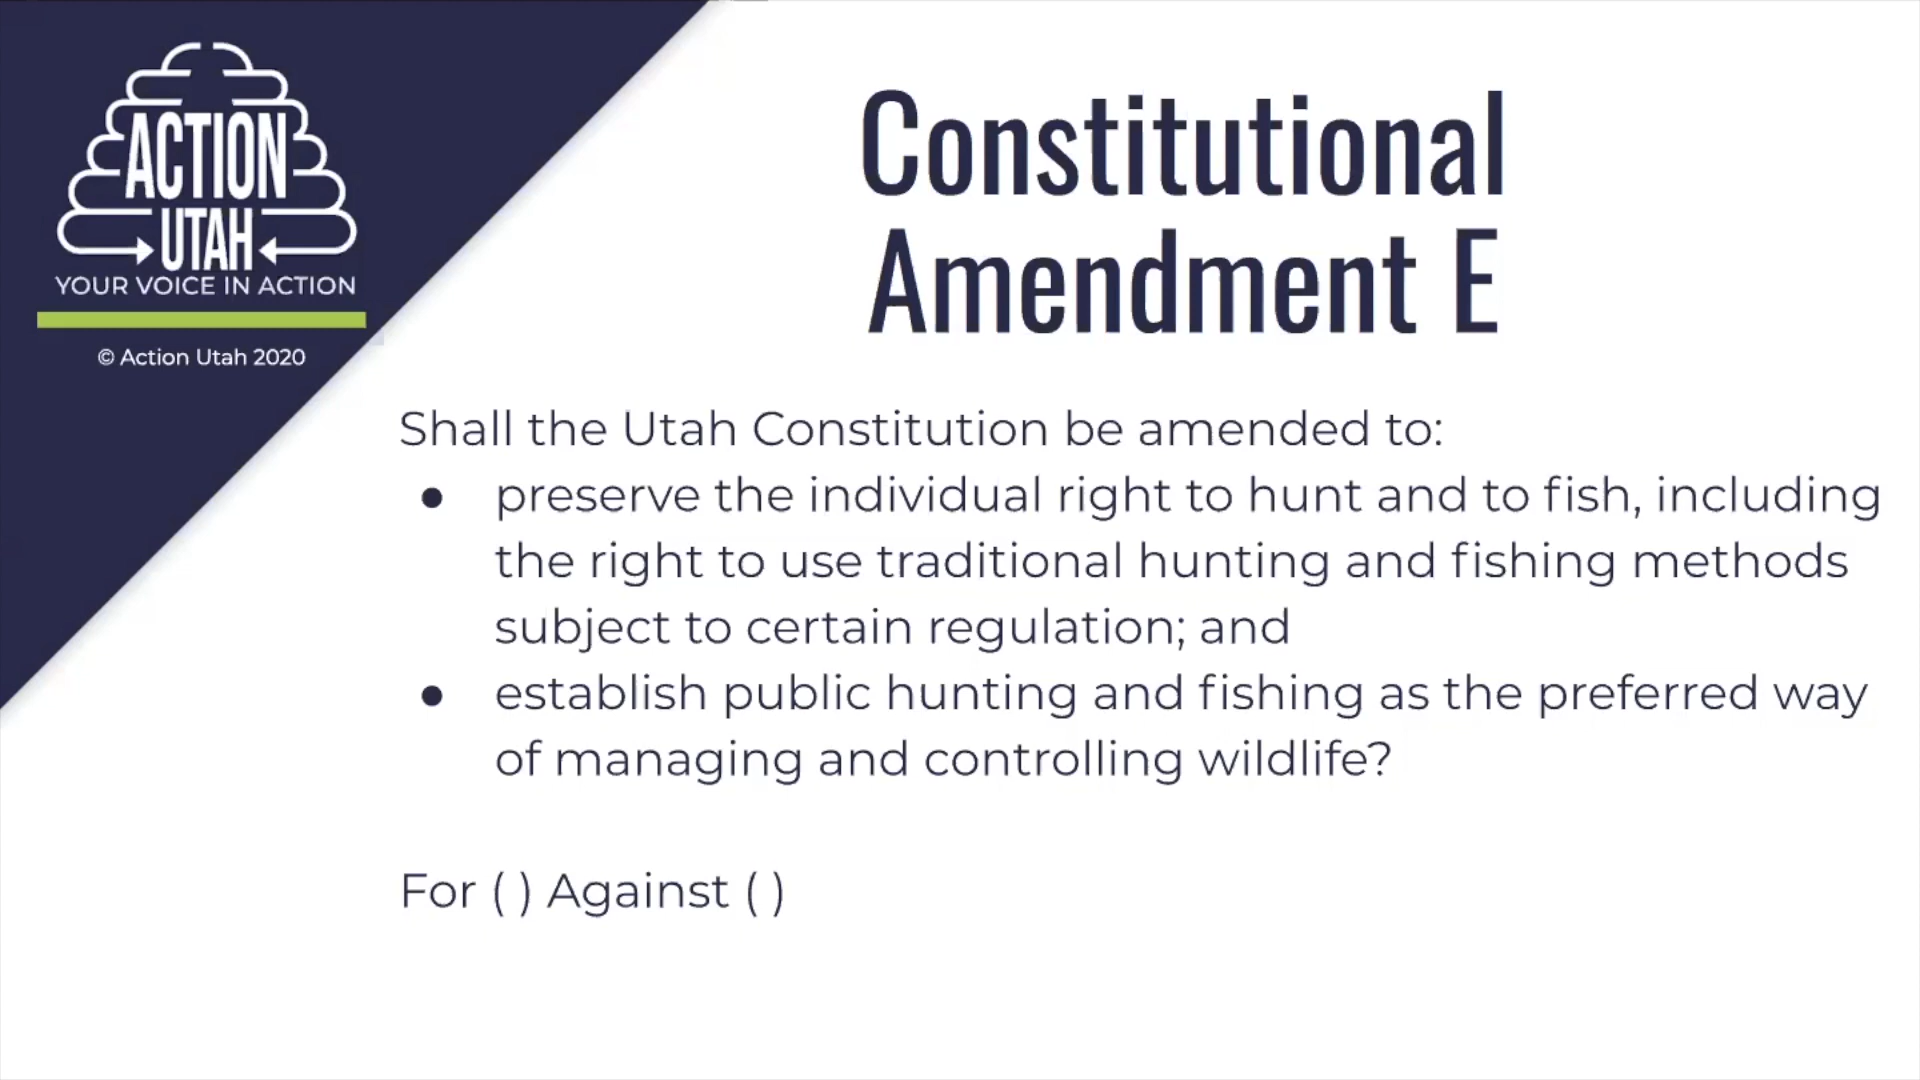 ACTION
UTAH
YOUR VOICE IN ACTION
© Action Utah 2020
Constitutional
Amendment E
Shall the Utah Constitution be amended to:
● preserve the individual right to hunt and to fish, including
the right to use traditional hunting and fishing methods
subject to certain regulation; and
● establish public hunting and fishing as the preferred way
of managing and controlling wildlife?
For ( ) Against ( )